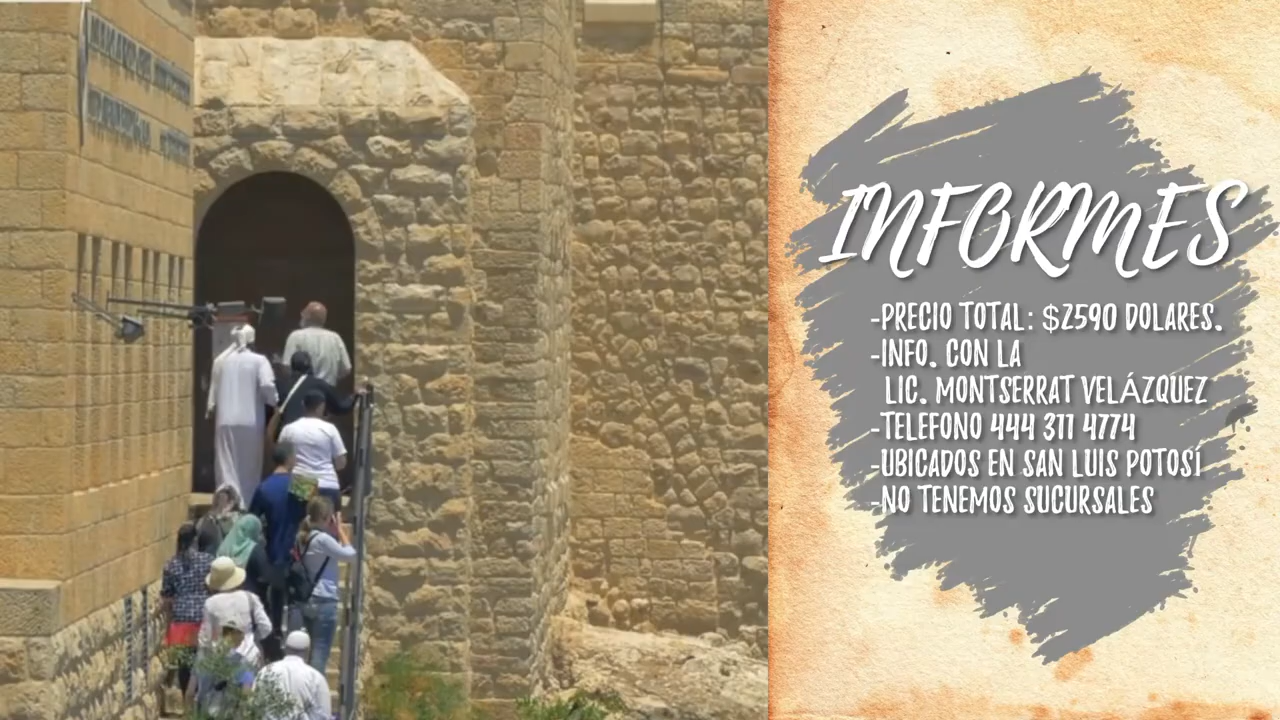 INFORMES
-PRECIO TOTAL: $2590 DOLARES.
-INFO. CON LA
LIC. MONTSERRAT VELÁZQUEZ
-TELEFONO 444 311 4774
-UBICADOS EN SAN LUIS POTOSÍ
-NO TENEMOS SUCURSALES